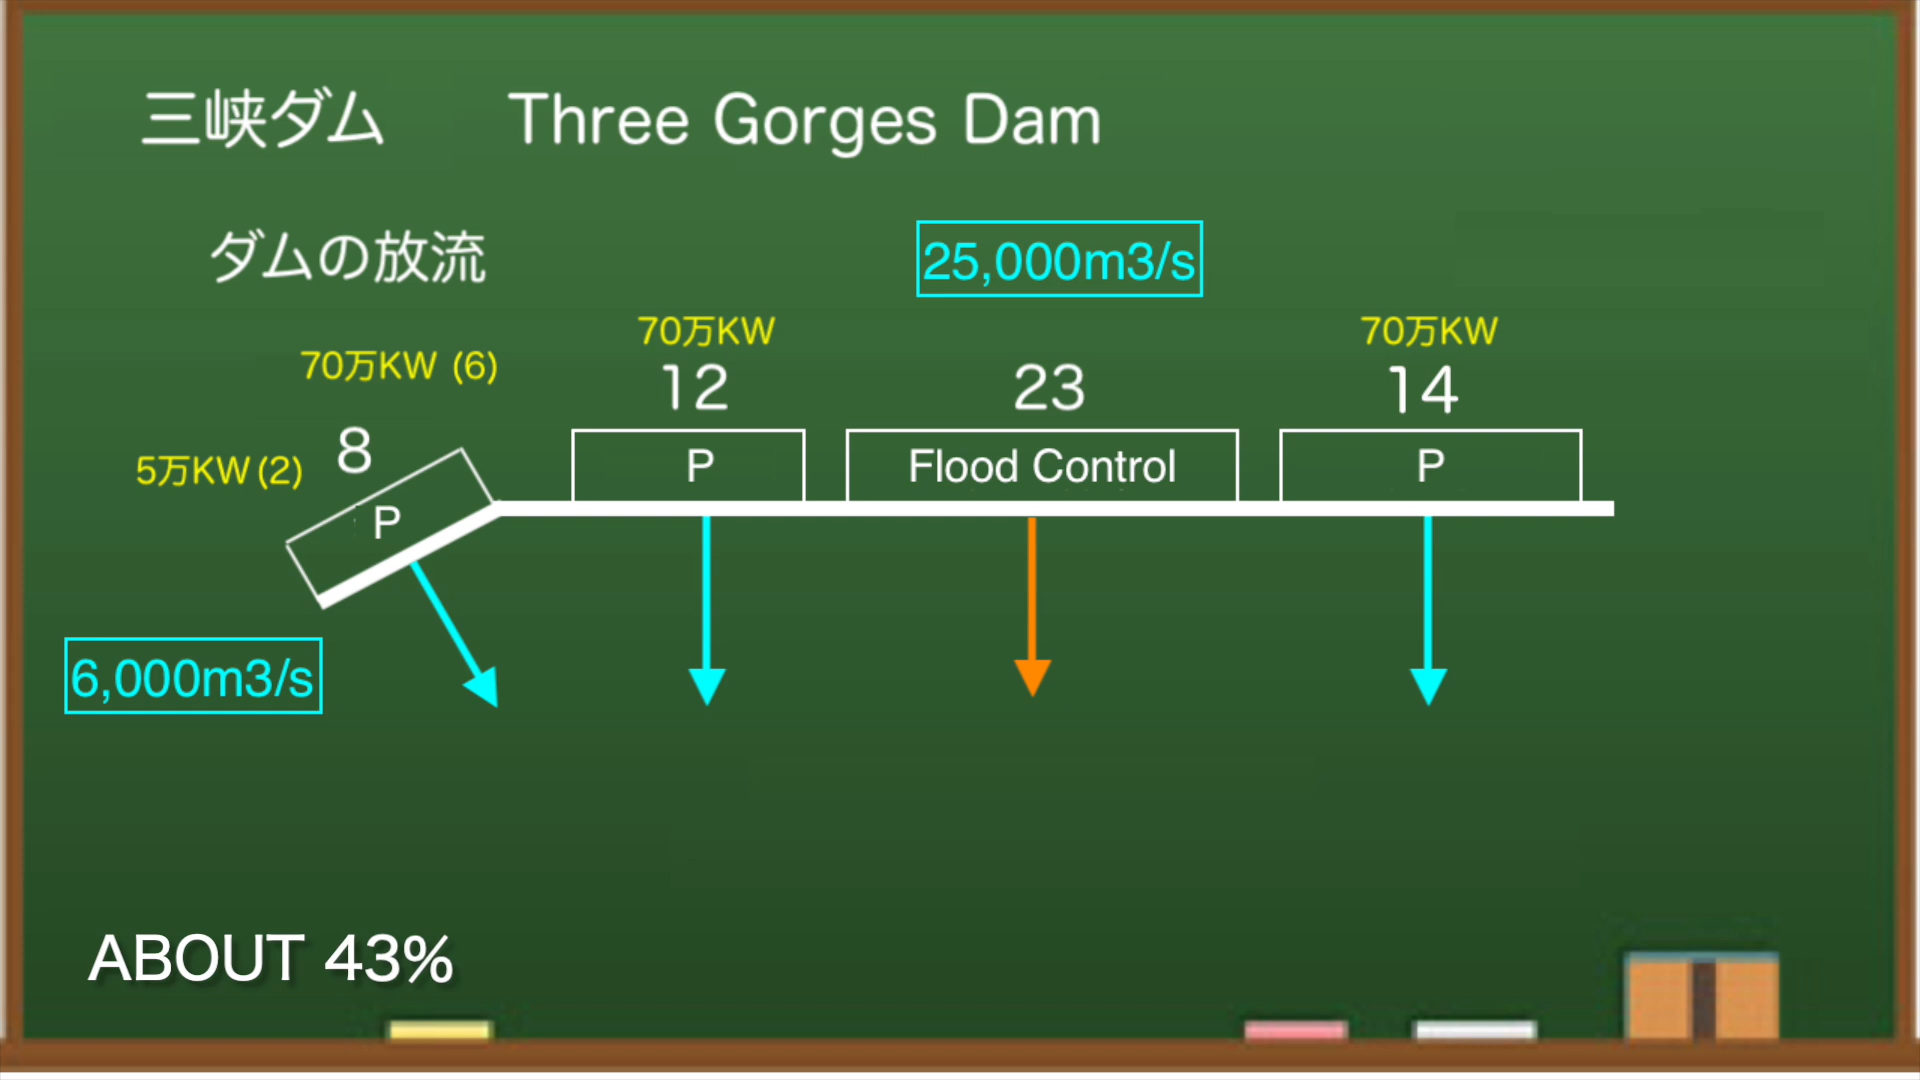 三峡ダム Three Gorges Dam
ダムの放流
25,000m3/s
70万KW (6)
70万KW
70万KW
5万KW (2)
8
12
23
14
P
P
Flood Control
P
6,000m3/s
ABOUT 43%